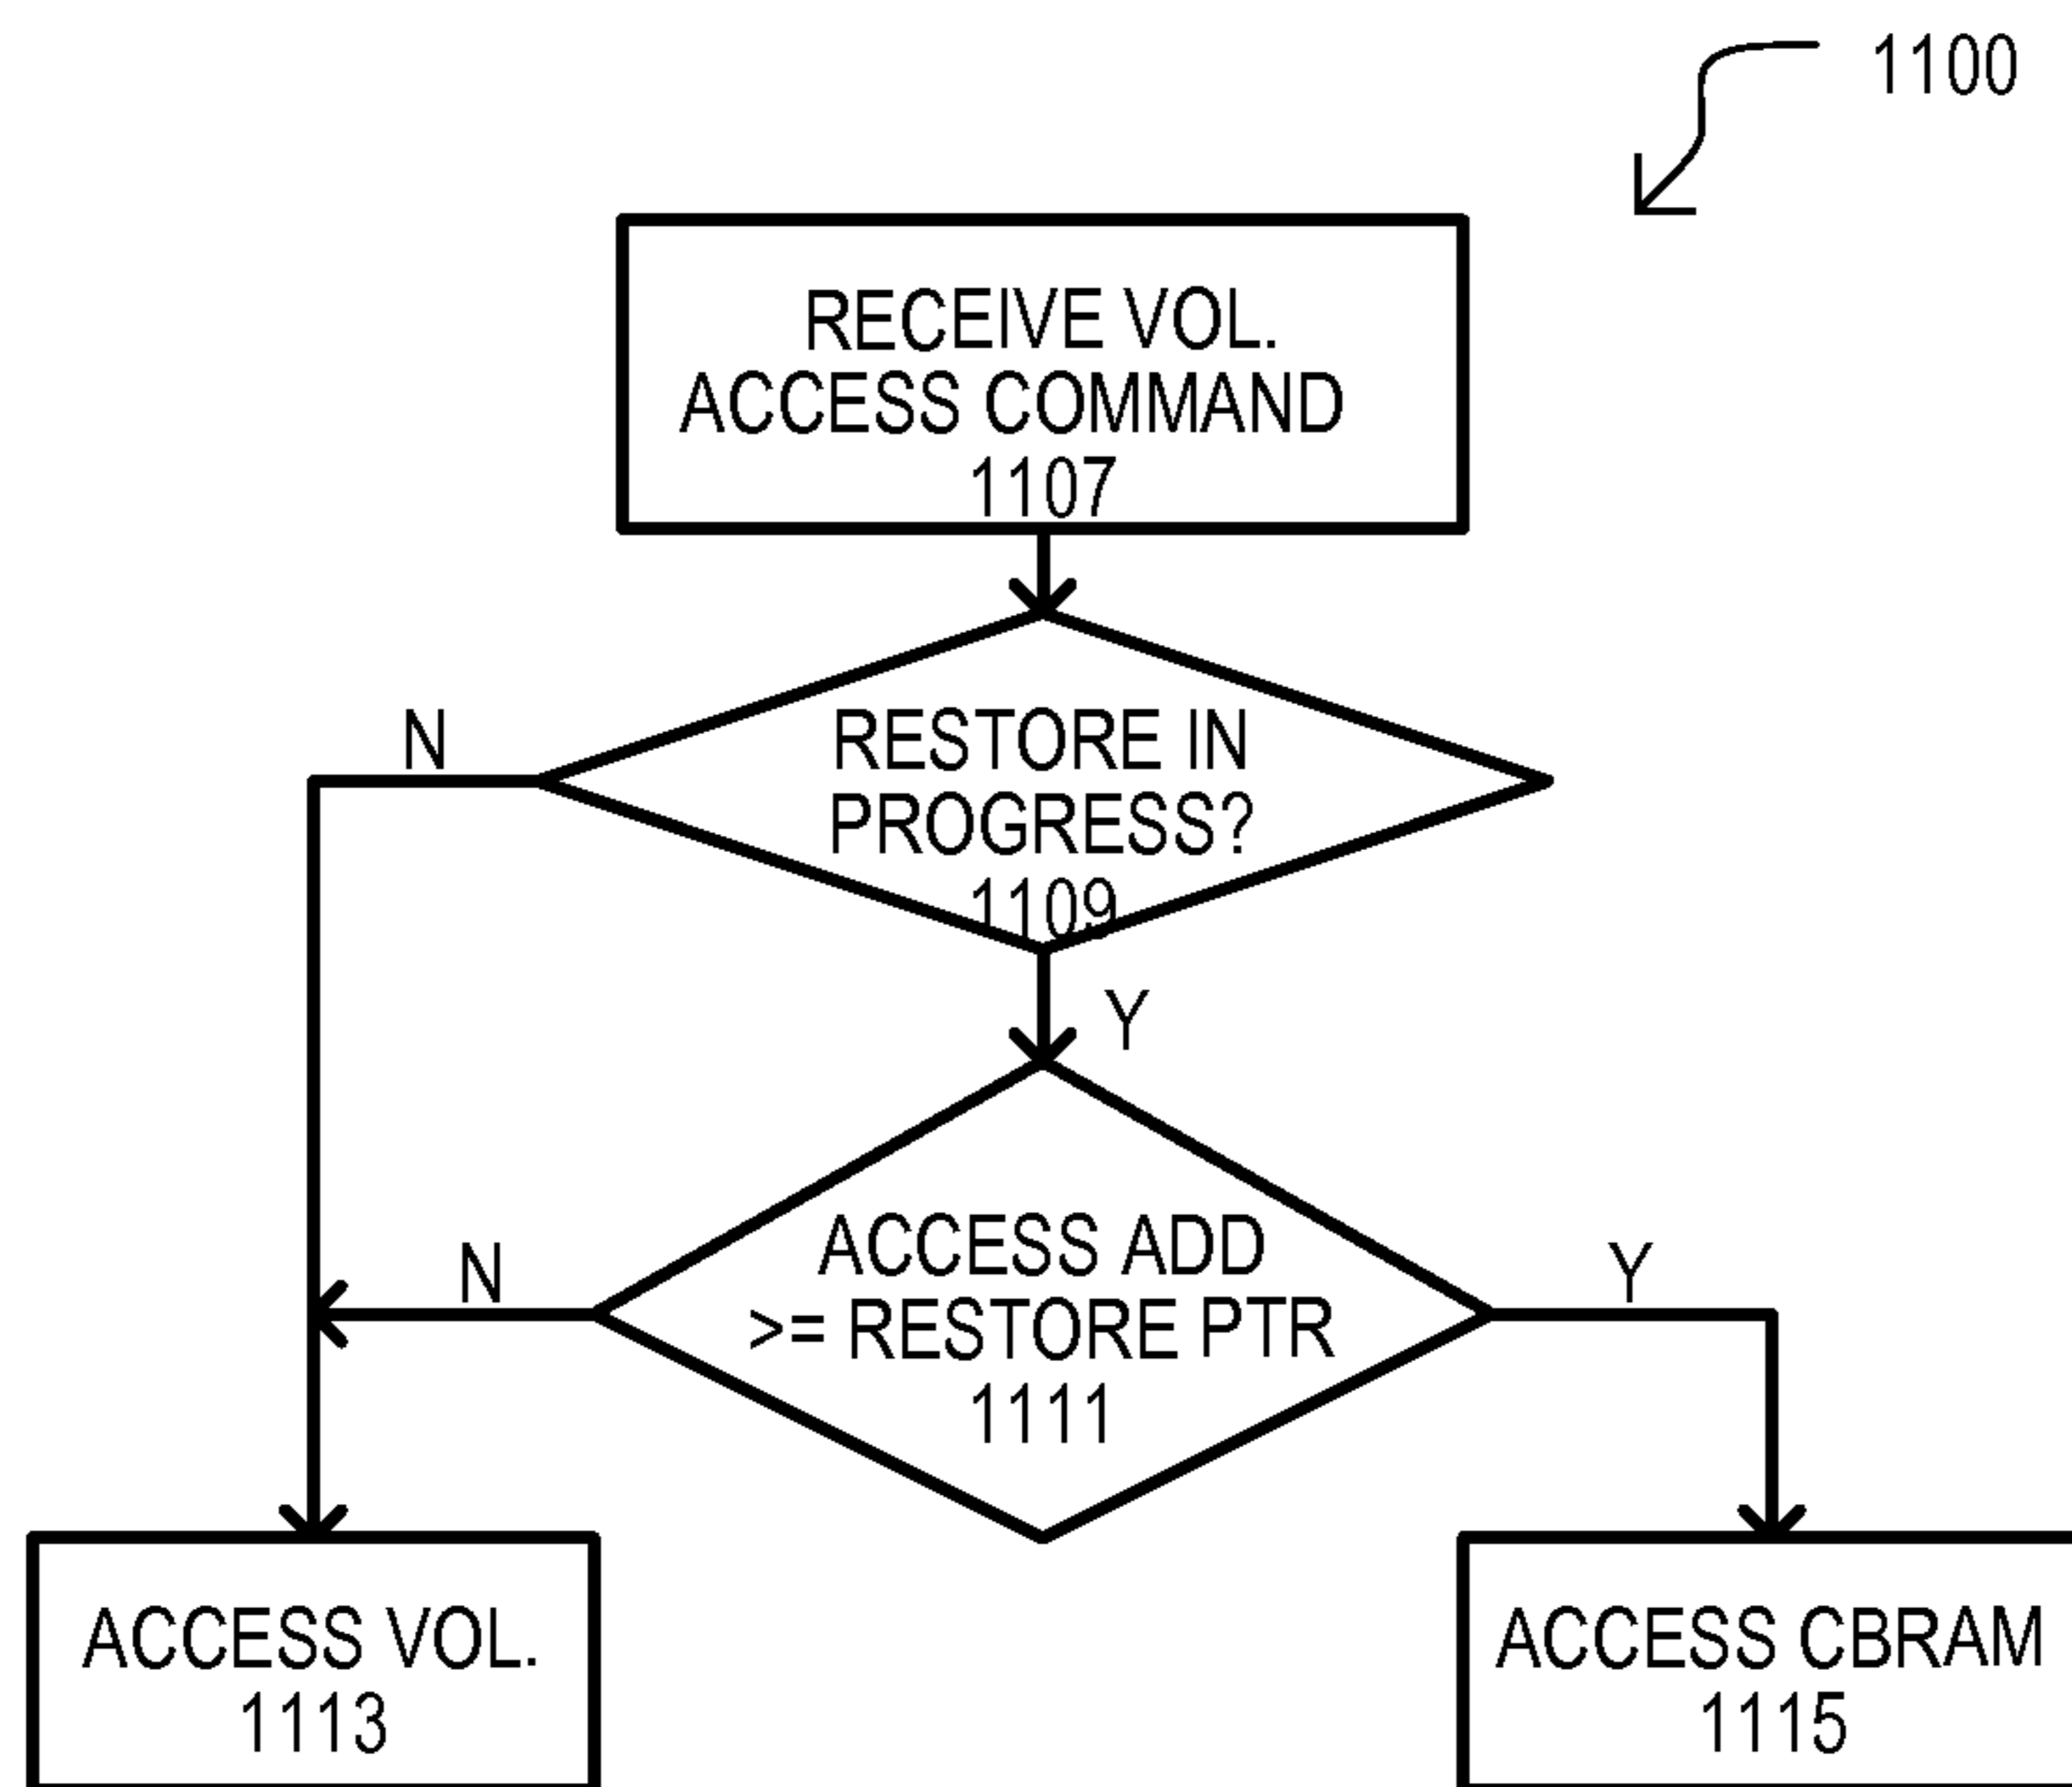 1100
RECEIVE VOL.
ACCESS COMMAND
1107
N
RESTORE IN
PROGRESS?
1109
Y
N
ACCESS ADD
>= RESTORE PTR
1111
Y
ACCESS VOL.
1113
ACCESS CBRAM
1115